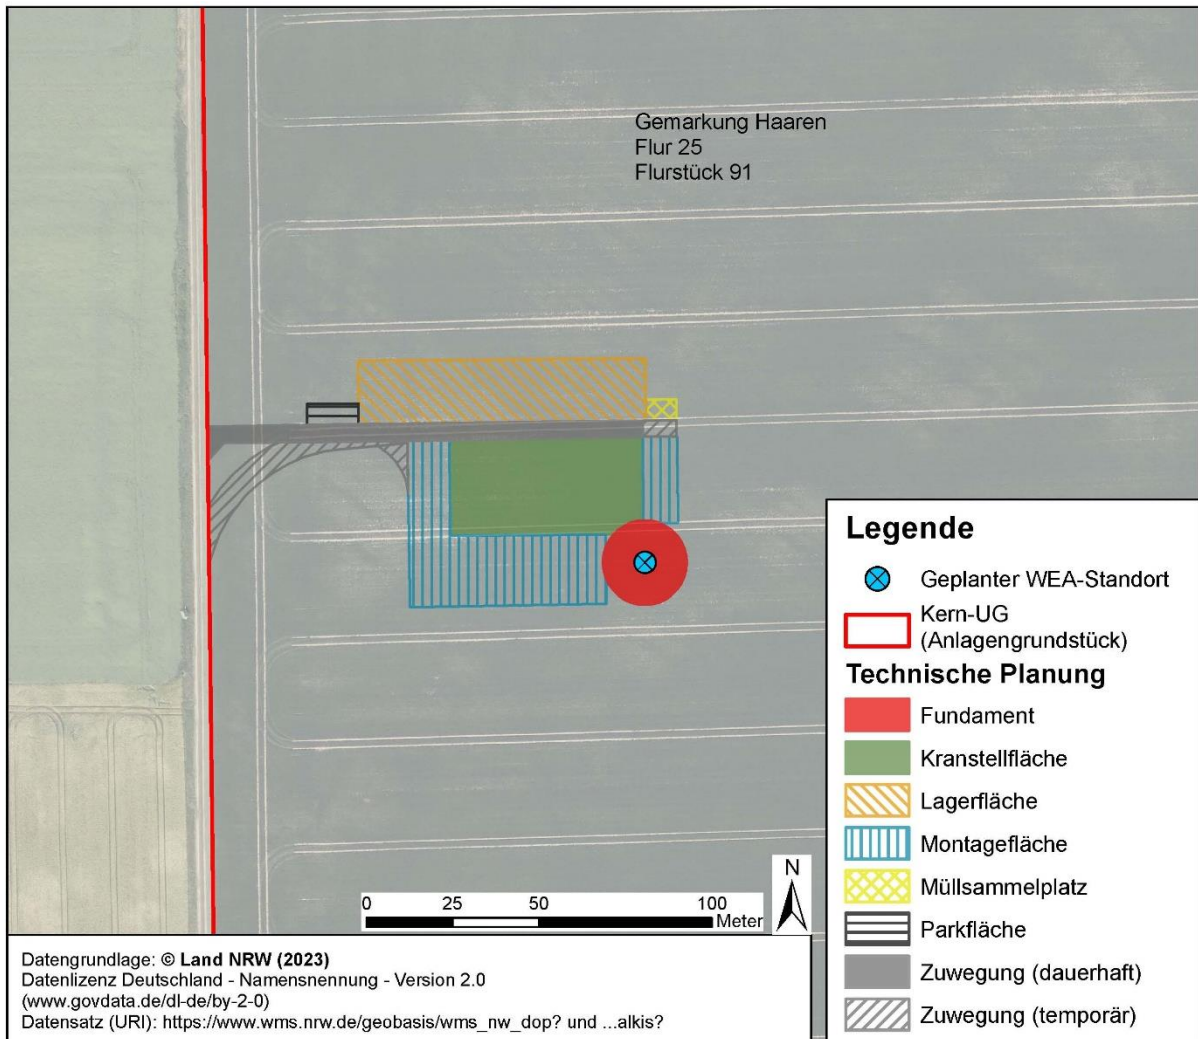 Gemarkung Haaren
Flur 25
Flurstück 91
Legende
Geplanter WEA-Standort
Kern-UG
(Anlagengrundstück)
Technische Planung
Fundament
Kranstellfläche
Lagerfläche
Montagefläche
Müllsammelplatz
Parkfläche
Zuwegung (dauerhaft)
Zuwegung (temporär)
N
0 25 50 100
Meter
Datengrundlage: © Land NRW (2023)
Datenlizenz Deutschland - Namensnennung - Version 2.0
(www.govdata.de/dl-de/by-2-0)
Datensatz (URI): https://www.wms.nrw.de/geobasis/wms_nw_dop? und ...alkis?